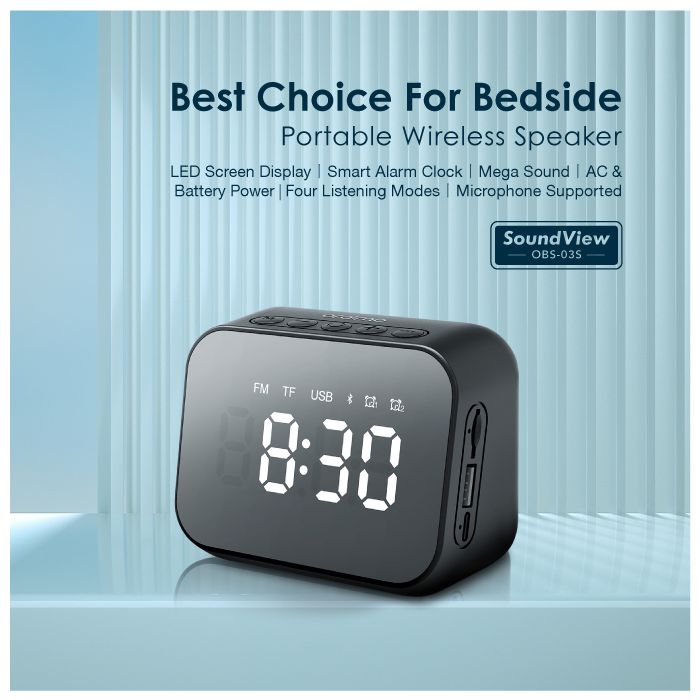 Best Choice For Bedside
Portable Wireless Speaker
LED Screen Display | Smart Alarm Clock | Mega Sound | AC &
Battery Power | Four Listening Modes | Microphone Supported
SoundView
OBS-03S
FM TF USB
8:30